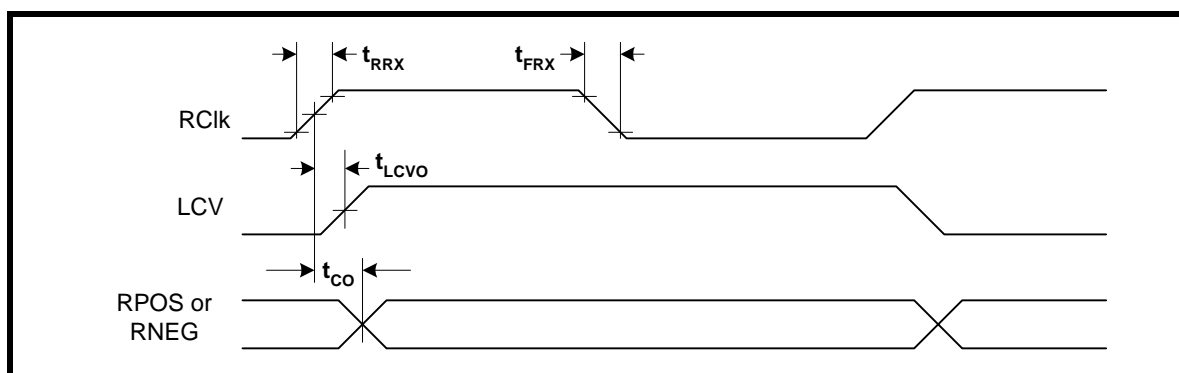 tRRX
tFRX
RClk
tLCVO
LCV
tCO
RPOS or
RNEG